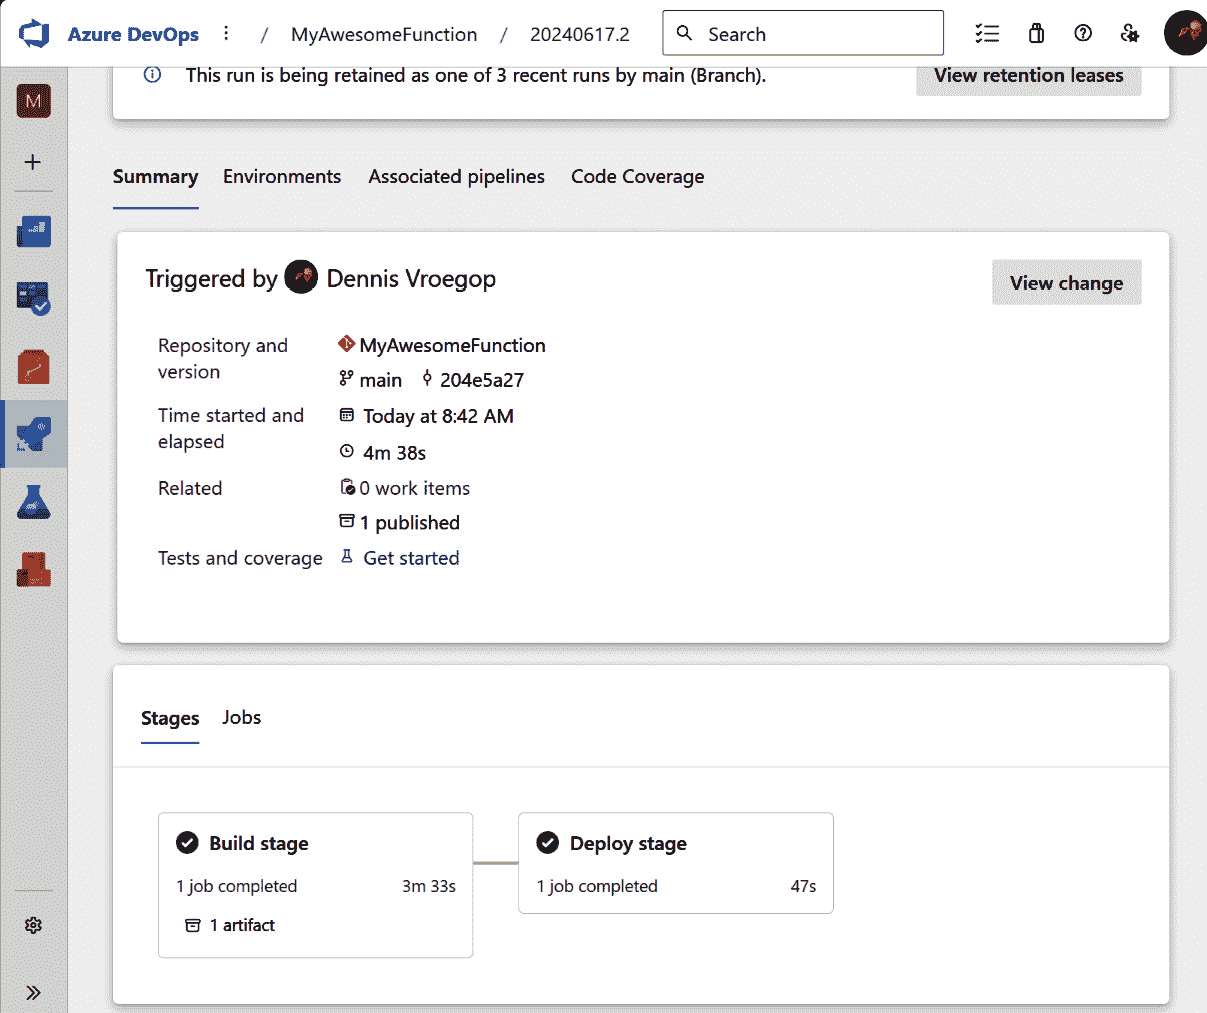 Azure DevOps / MyAwesomeFunction / 20240617.2 Search
M
This run is being retained as one of 3 recent runs by main (Branch). View retention leases
Summary Environments Associated pipelines Code Coverage
Triggered by Dennis Vroegop View change
Repository and version MyAwesomeFunction
main 204e5a27
Time started and elapsed Today at 8:42 AM
4m 38s
Related 0 work items
1 published
Tests and coverage Get started
Stages Jobs
Build stage Deploy stage
1 job completed 3m 33s 1 job completed 47s
1 artifact